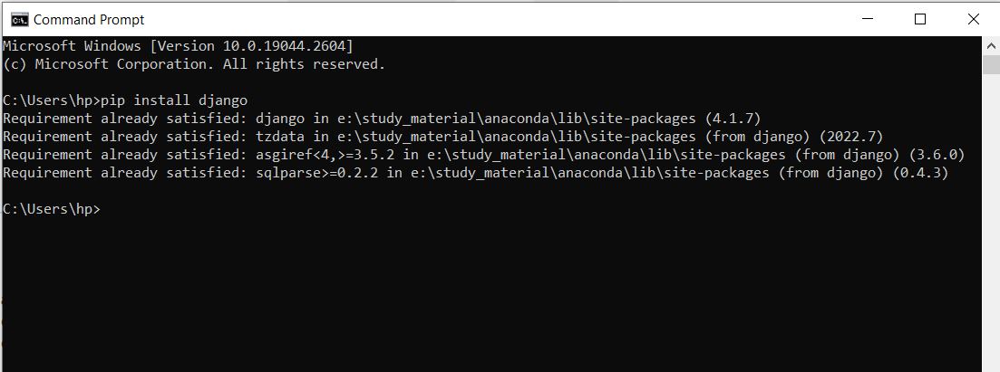 Command Prompt
Microsoft Windows [Version 10.0.19044.2604]
(c) Microsoft Corporation. All rights reserved.
C:\Users\hp>pip install django
Requirement already satisfied: django in e:\study_material\anaconda\lib\site-packages (4.1.7)
Requirement already satisfied: tzdata in e:\study_material\anaconda\lib\site-packages (from django) (2022.7)
Requirement already satisfied: asgiref<4,>=3.5.2 in e:\study_material\anaconda\lib\site-packages (from django) (3.6.0)
Requirement already satisfied: sqlparse>=0.2.2 in e:\study_material\anaconda\lib\site-packages (from django) (0.4.3)
C:\Users\hp>